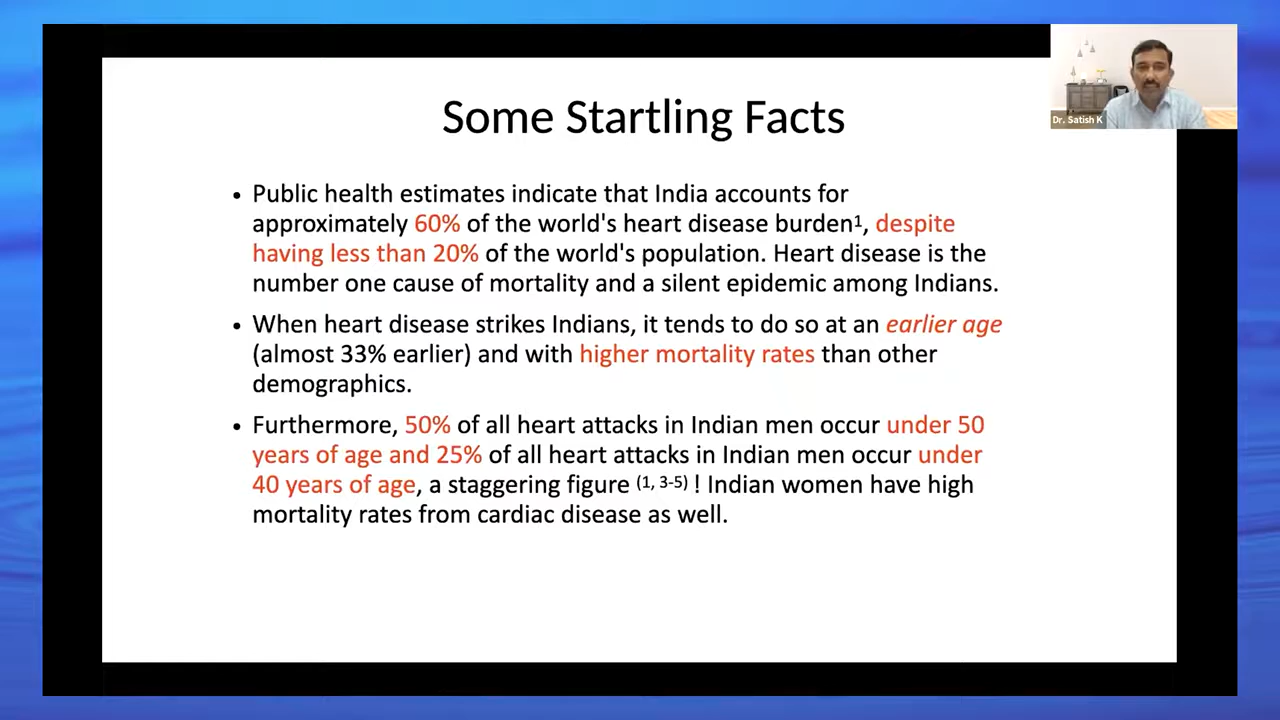 Dr. Satish K
Some Startling Facts
• Public health estimates indicate that India accounts for
approximately 60% of the world's heart disease burden¹, despite
having less than 20% of the world's population. Heart disease is the
number one cause of mortality and a silent epidemic among Indians.
• When heart disease strikes Indians, it tends to do so at an earlier age
(almost 33% earlier) and with higher mortality rates than other
demographics.
• Furthermore, 50% of all heart attacks in Indian men occur under 50
years of age and 25% of all heart attacks in Indian men occur under
40 years of age, a staggering figure (1, 3-5) ! Indian women have high
mortality rates from cardiac disease as well.